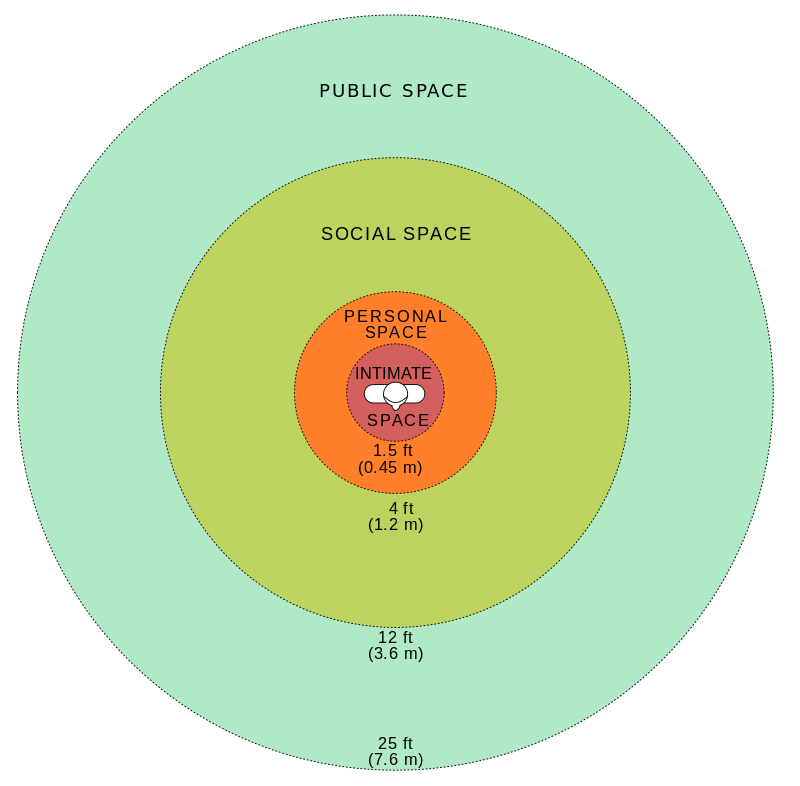 PUBLIC SPACE
SOCIAL SPACE
PERSONAL
SPACE
INTIMATE
SPACE
1.5 ft
(0.45 m)
4 ft
(1.2 m)
12 ft
(3.6 m)
25 ft
(7.6 m)